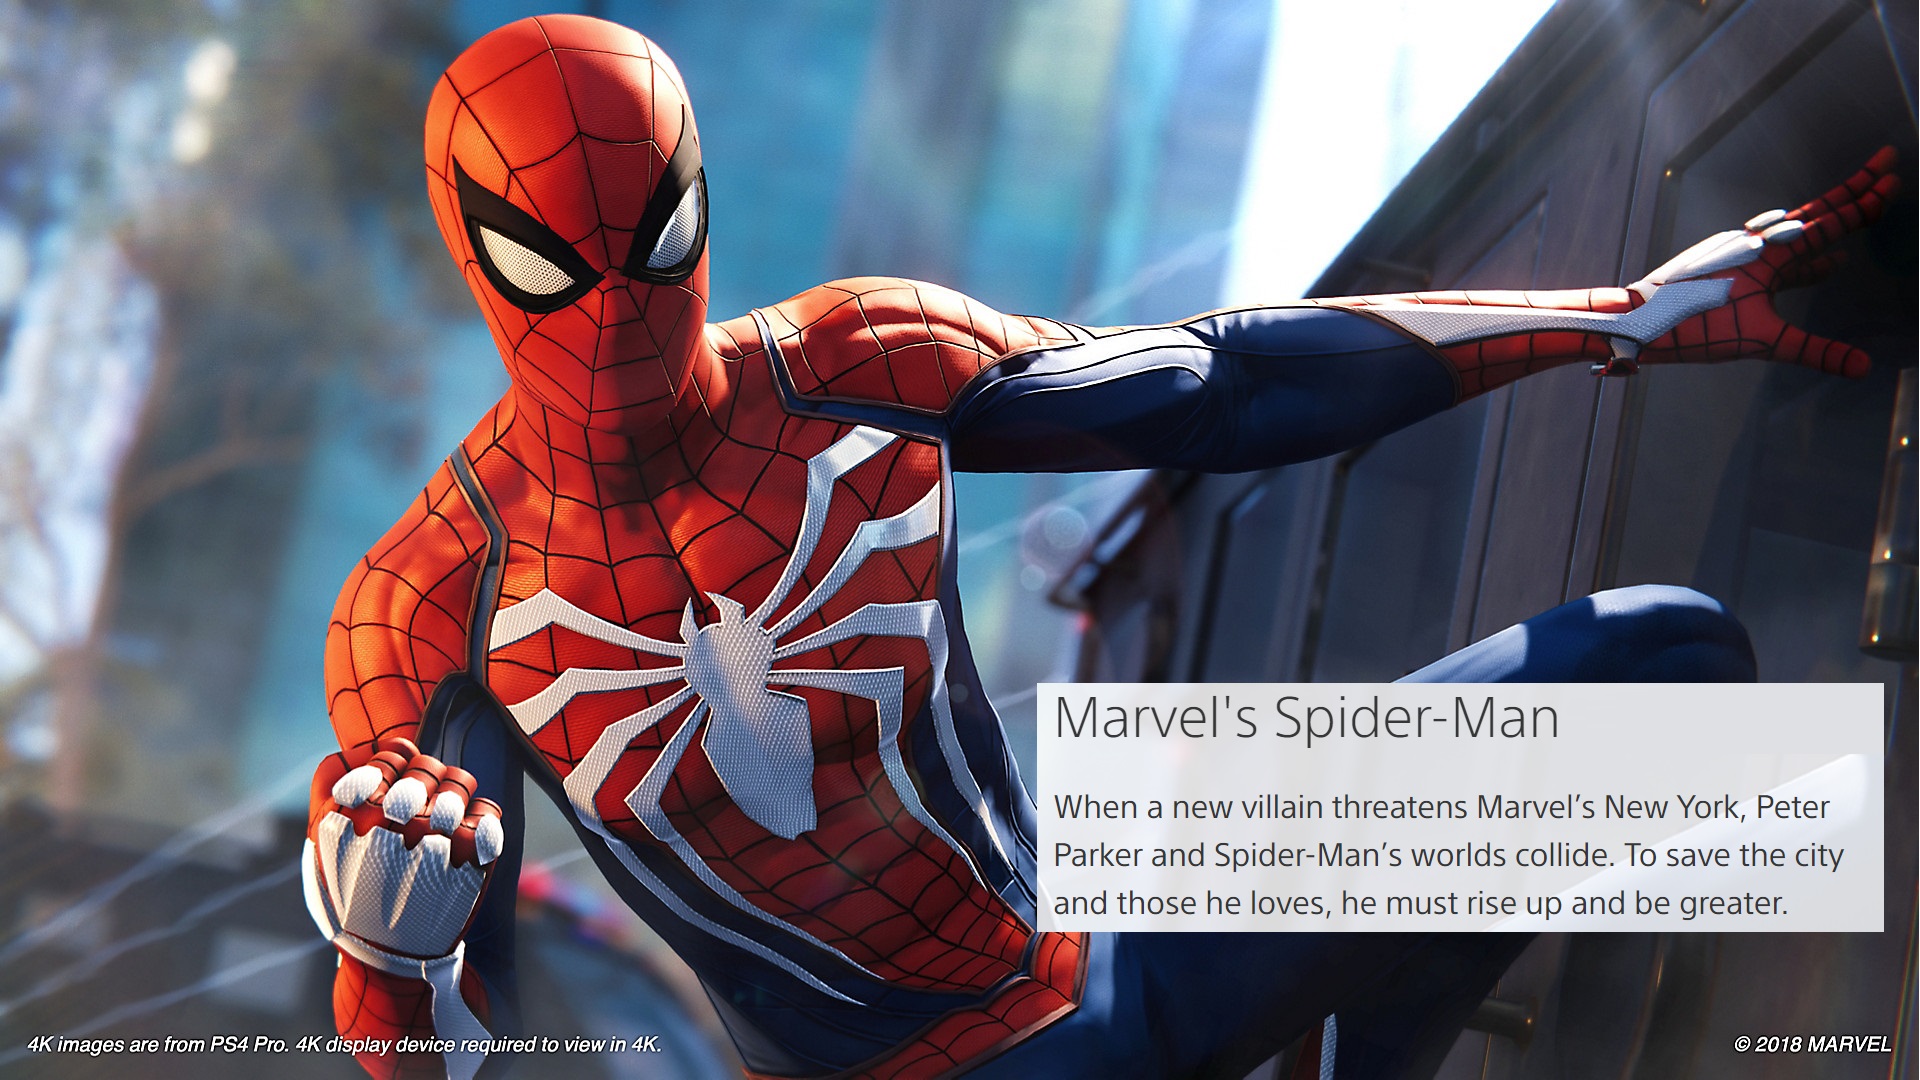 Marvel's Spider-Man
When a new villain threatens Marvel’s New York, Peter
Parker and Spider-Man’s worlds collide. To save the city
and those he loves, he must rise up and be greater.
4K images are from PS4 Pro. 4K display device required to view in 4K.
© 2018 MARVEL